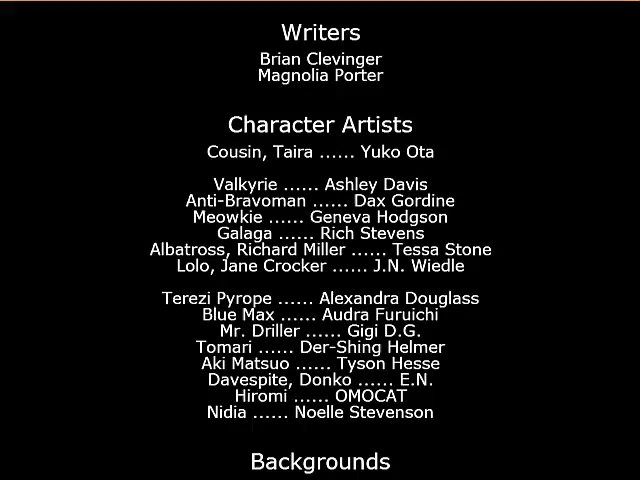 Writers
Brian Clevinger
Magnolia Porter
Character Artists
Cousin, Taira ...... Yuko Ota
Valkyrie ...... Ashley Davis
Anti-Bravoman ...... Dax Gordine
Meowkie ...... Geneva Hodgson
Galaga ...... Rich Stevens
Albatross, Richard Miller ...... Tessa Stone
Lolo, Jane Crocker ...... J.N. Wiedle
Terezi Pyrope ...... Alexandra Douglass
Blue Max ...... Audra Furuichi
Mr. Driller ...... Gigi D.G.
Tomari ...... Der-Shing Helmer
Aki Matsuo ...... Tyson Hesse
Davespite, Donko ...... E.N.
Hiromi ...... OMOCAT
Nidia ...... Noelle Stevenson
Backgrounds